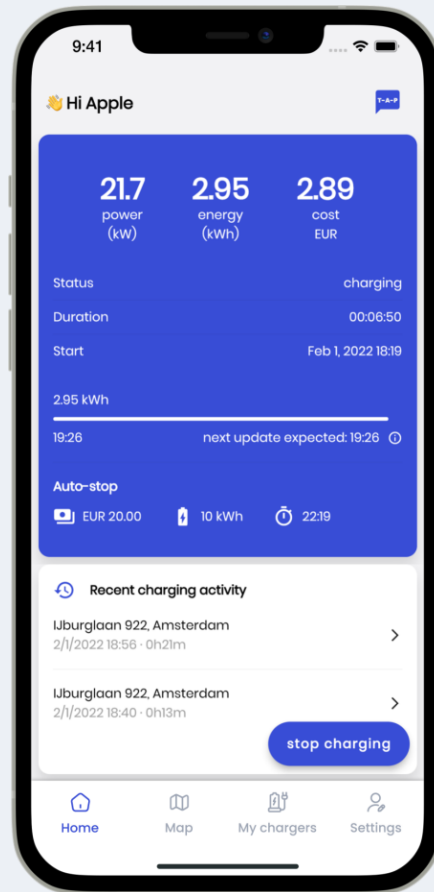 9:41
👋 Hi Apple
T-A-P
21.7 2.95 2.89
power energy cost
(kW) (kWh) EUR
Status charging
Duration 00:06:50
Start Feb 1, 2022 18:19
2.95 kWh
19:26 next update expected: 19:26
Auto-stop
EUR 20.00 10 kWh 22:19
Recent charging activity
IJburglaan 922, Amsterdam
2/1/2022 18:56 · 0h21m
IJburglaan 922, Amsterdam
2/1/2022 18:40 · 0h13m
stop charging
Home Map My chargers Settings